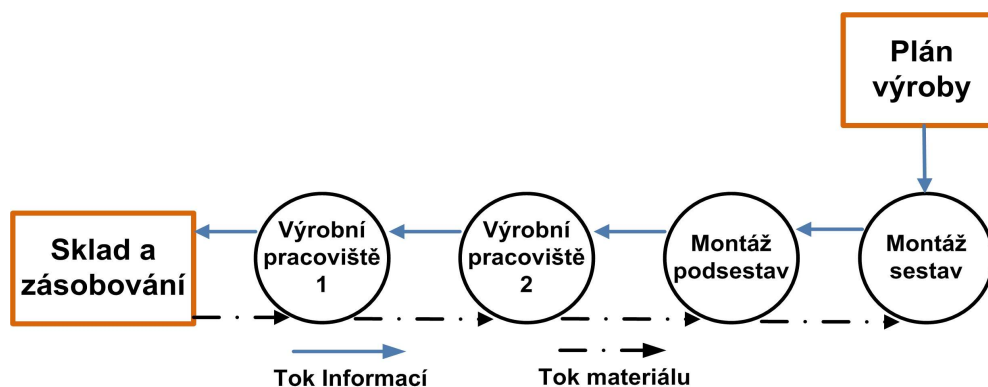 Plán
výroby
Sklad a
zásobování
Výrobní
pracoviště
1
Výrobní
pracoviště
2
Montáž
podsestav
Montáž
sestav
Tok Informací
Tok materiálu